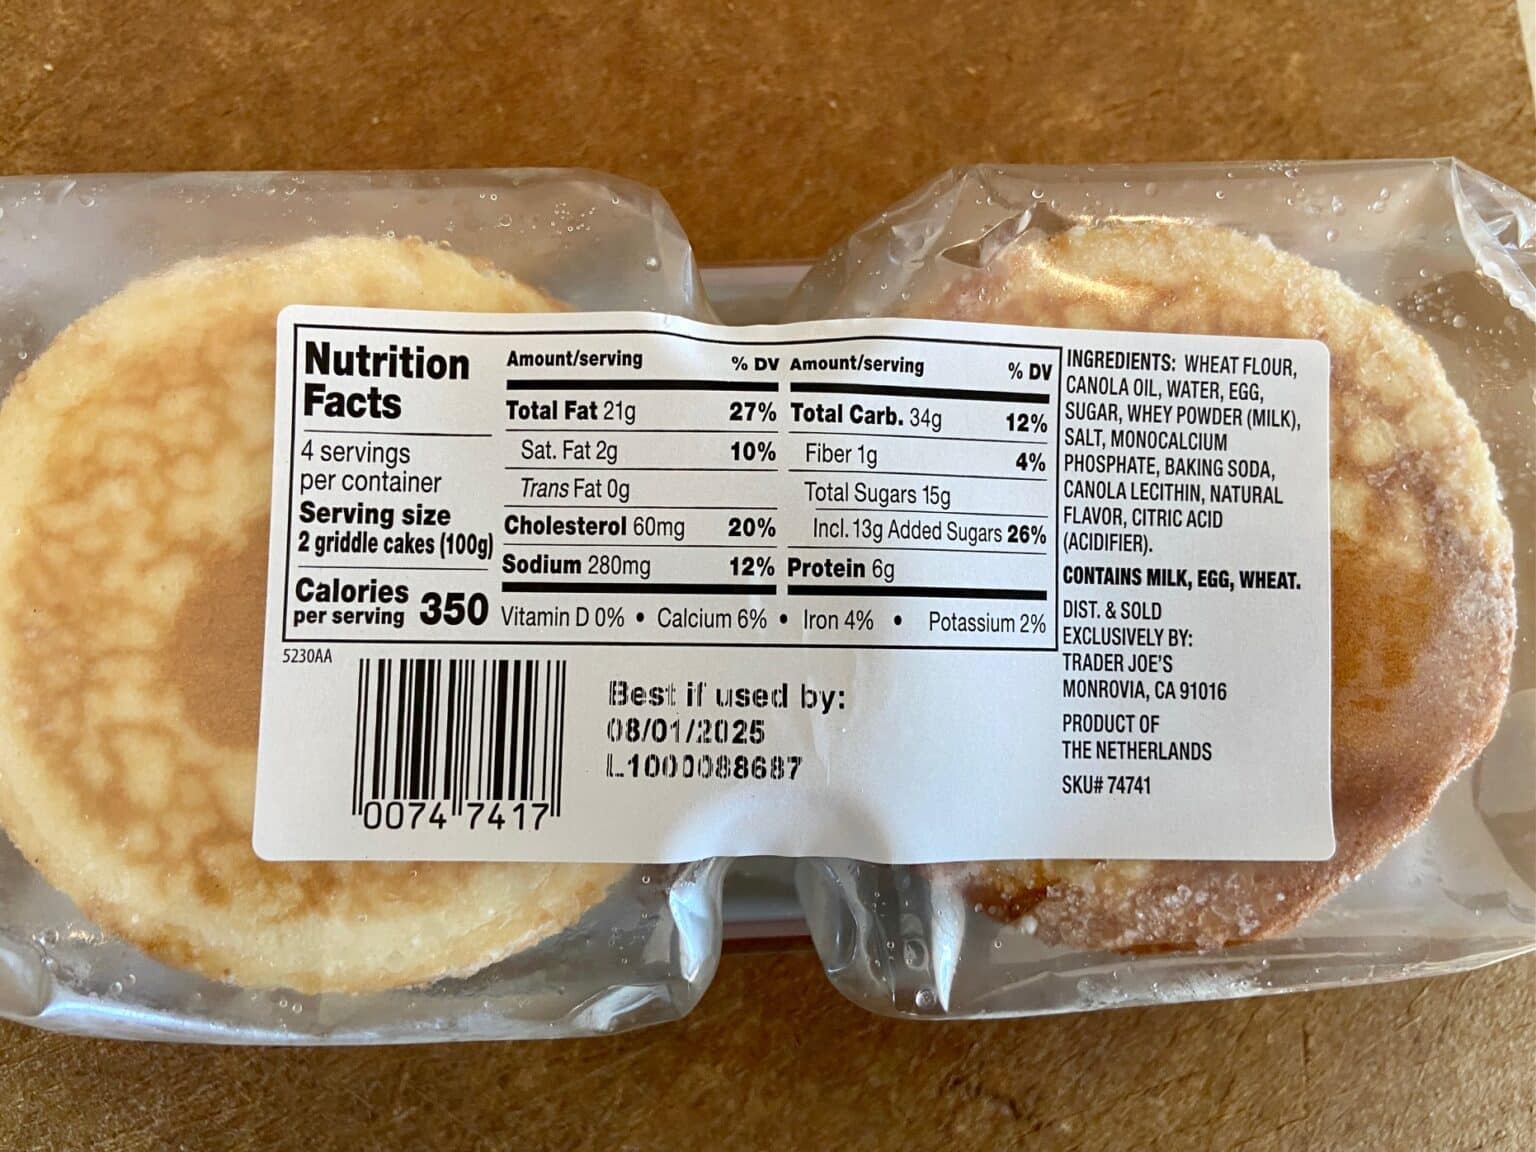 Nutrition
Facts
4 servings
per container
Serving size
2 griddle cakes (100g)
Calories
per serving 350
Amount/serving % DV
Total Fat 21g 27%
Sat. Fat 2g 10%
Trans Fat 0g
Cholesterol 60mg 20%
Sodium 280mg 12%
Amount/serving % DV
Total Carb. 34g 12%
Fiber 1g 4%
Total Sugars 15g
Incl. 13g Added Sugars 26%
Protein 6g
Vitamin D 0% • Calcium 6% • Iron 4% • Potassium 2%
INGREDIENTS: WHEAT FLOUR,
CANOLA OIL, WATER, EGG,
SUGAR, WHEY POWDER (MILK),
SALT, MONOCALCIUM
PHOSPHATE, BAKING SODA,
CANOLA LECITHIN, NATURAL
FLAVOR, CITRIC ACID
(ACIDIFIER).
CONTAINS MILK, EGG, WHEAT.
DIST. & SOLD
EXCLUSIVELY BY:
TRADER JOE'S
MONROVIA, CA 91016
PRODUCT OF
THE NETHERLANDS
SKU# 74741
5230AA
0074 7417
Best if used by:
08/01/2025
L1000088687